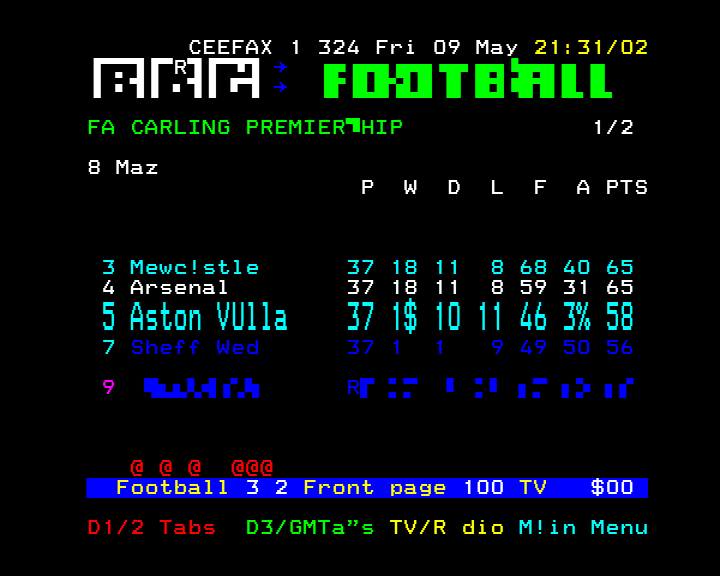 CEEFAX 1 324 Fri 09 May 21:31/02
R FOOTBALL
FA CARLING PREMIER HIP 1/2
8 Maz
P W D L F A PTS
3 Mewc!stle 37 18 11 8 68 40 65
4 Arsenal 37 18 11 8 59 31 65
5 Aston VUlla 37 1$ 10 11 46 3% 58
7 Sheff Wed 37 1 1 9 49 50 56
9 R
@ @ @ @@@
Football 3 2 Front page 100 TV $00
D1/2 Tabs D3/GMTa”s TV/R dio M!in Menu